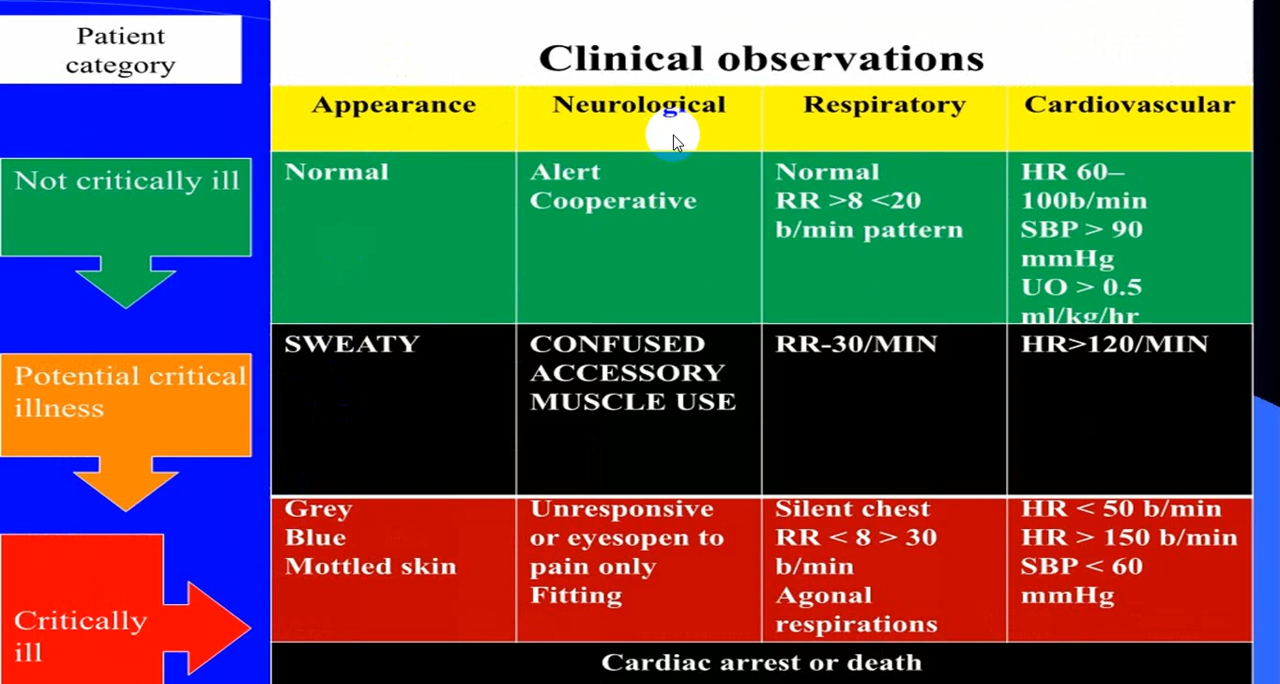 Patient
category
Clinical observations
Appearance
Neurological
Respiratory
Cardiovascular
Not critically ill
Normal
Alert
Cooperative
Normal
RR >8 <20
b/min pattern
HR 60–
100b/min
SBP > 90
mmHg
UO > 0.5
ml/kg/hr
Potential critical
illness
SWEATY
CONFUSED
ACCESSORY
MUSCLE USE
RR-30/MIN
HR>120/MIN
Critically
ill
Grey
Blue
Mottled skin
Unresponsive
or eyesopen to
pain only
Fitting
Silent chest
RR < 8 > 30
b/min
Agonal
respirations
HR < 50 b/min
HR > 150 b/min
SBP < 60
mmHg
Cardiac arrest or death